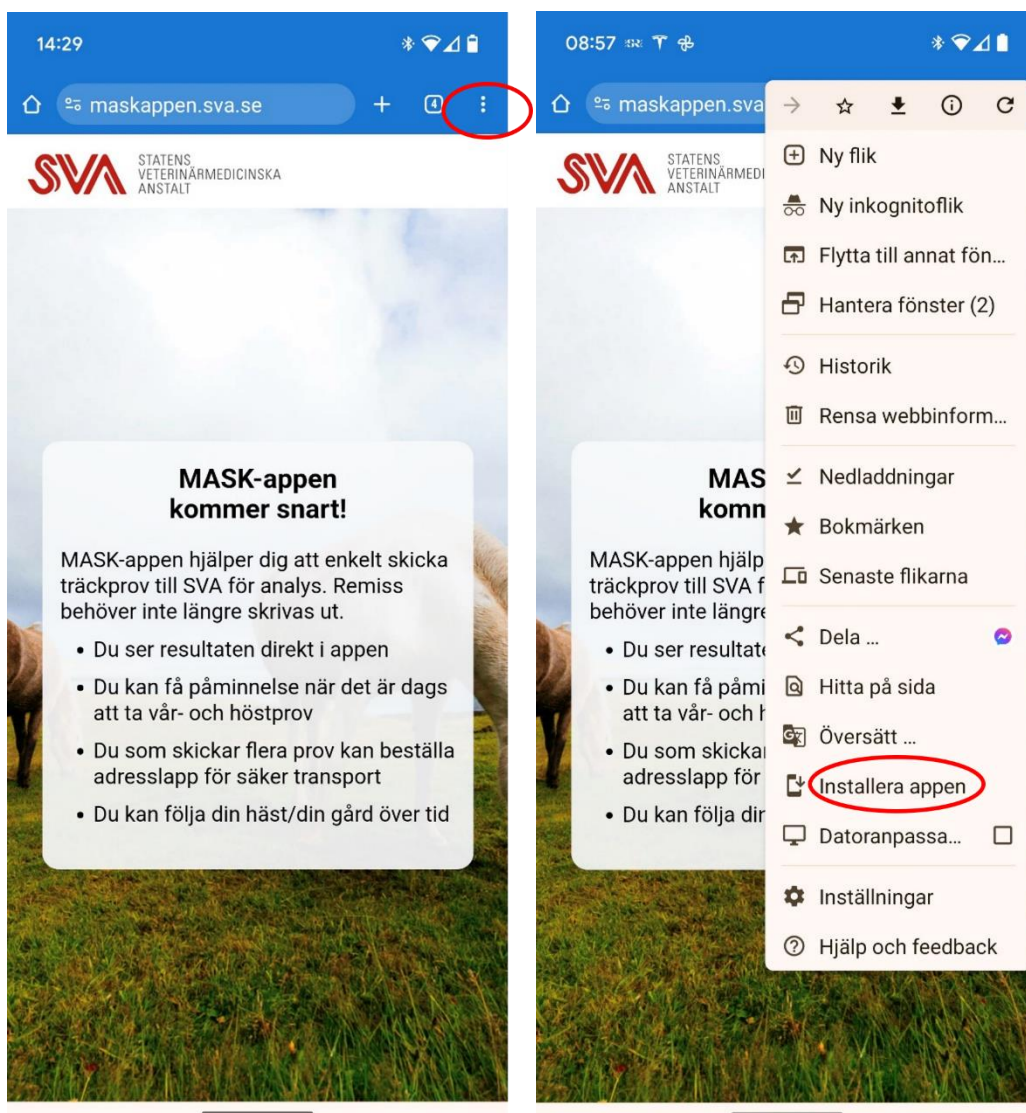 14:29
maskappen.sva.se
4
SVA
STATENS
VETERINÄRMEDICINSKA
ANSTALT
MASK-appen
kommer snart!
MASK-appen hjälper dig att enkelt skicka
träckprov till SVA för analys. Remiss
behöver inte längre skrivas ut.
• Du ser resultaten direkt i appen
• Du kan få påminnelse när det är dags
att ta vår- och höstprov
• Du som skickar flera prov kan beställa
adresslapp för säker transport
• Du kan följa din häst/din gård över tid
08:57
maskappen.sva
SVA
STATENS
VETERINÄRMEDI
ANSTALT
MAS
komm
MASK-appen hjälp
träckprov till SVA f
behöver inte längre
• Du ser resultate
• Du kan få påmi
att ta vår- och h
• Du som skickar
adresslapp för
• Du kan följa din
Ny flik
Ny inkognitoflik
Flytta till annat fön...
Hantera fönster (2)
Historik
Rensa webbinform...
Nedladdningar
Bokmärken
Senaste flikarna
Dela ...
Hitta på sida
Översätt ...
Installera appen
Datoranpassa...
Inställningar
Hjälp och feedback